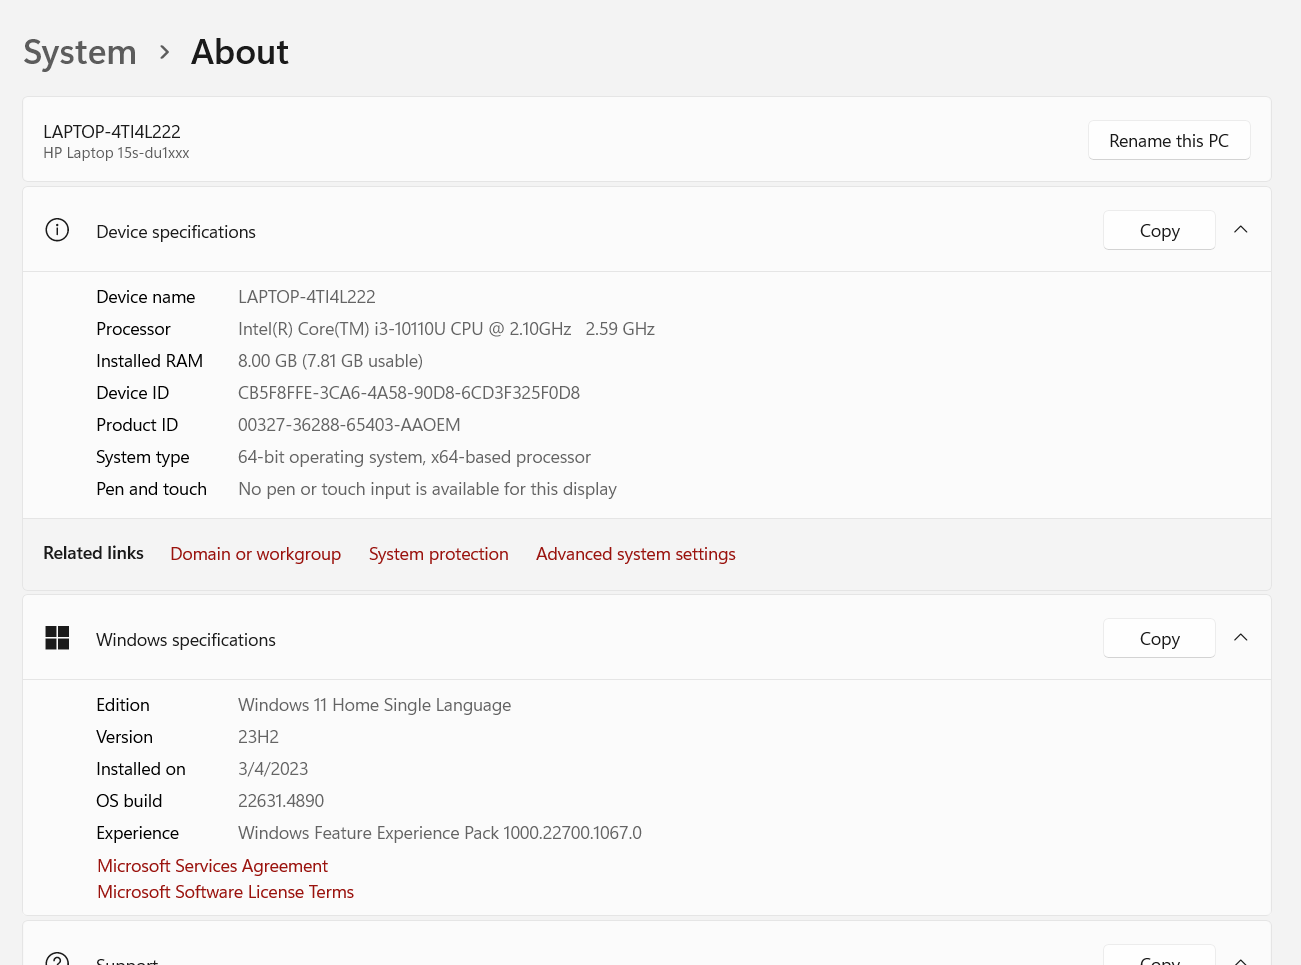 System > About
LAPTOP-4TI4L222
HP Laptop 15s-du1xxx
Rename this PC
Device specifications
Copy
Device name LAPTOP-4TI4L222
Processor Intel(R) Core(TM) i3-10110U CPU @ 2.10GHz 2.59 GHz
Installed RAM 8.00 GB (7.81 GB usable)
Device ID CB5F8FFE-3CA6-4A58-90D8-6CD3F325F0D8
Product ID 00327-36288-65403-AAOEM
System type 64-bit operating system, x64-based processor
Pen and touch No pen or touch input is available for this display
Related links Domain or workgroup System protection Advanced system settings
Windows specifications
Copy
Edition Windows 11 Home Single Language
Version 23H2
Installed on 3/4/2023
OS build 22631.4890
Experience Windows Feature Experience Pack 1000.22700.1067.0
Microsoft Services Agreement
Microsoft Software License Terms
Support
Copy